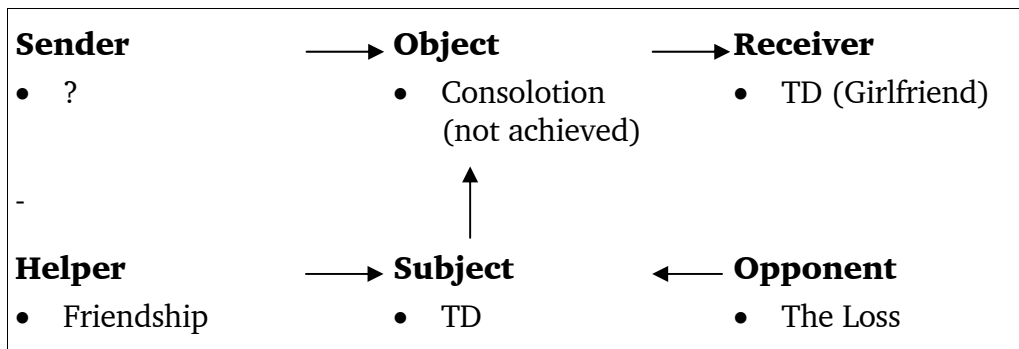 Sender Object Receiver
• ? • Consolotion • TD (Girlfriend)
(not achieved)
-
Helper Subject Opponent
• Friendship • TD • The Loss